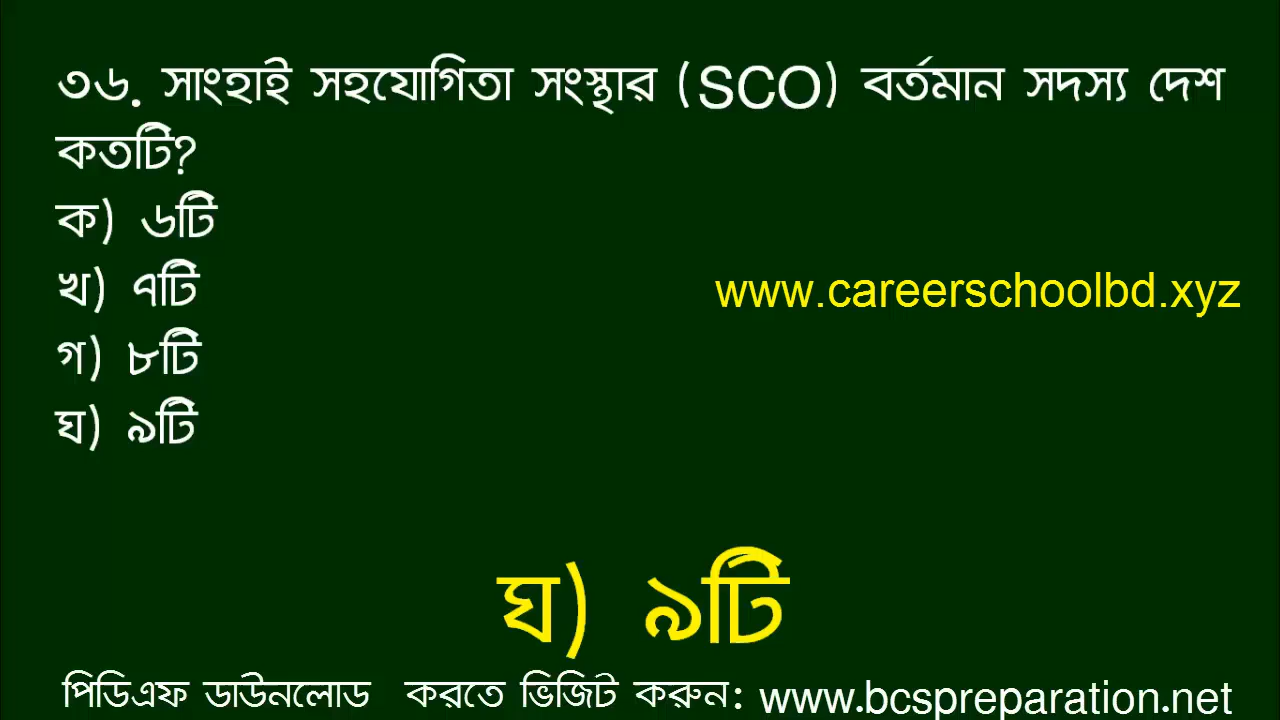 ৩৬. সাংহাই সহযোগিতা সংস্থার (SCO) বর্তমান সদস্য দেশ
কতটি?
ক) ৬টি
খ) ৭টি
www.careerschoolbd.xyz
গ) ৮টি
ঘ) ৯টি
ঘ) ৯টি
পিডিএফ ডাউনলোড করতে ভিজিট করুন: www.bcspreparation.net